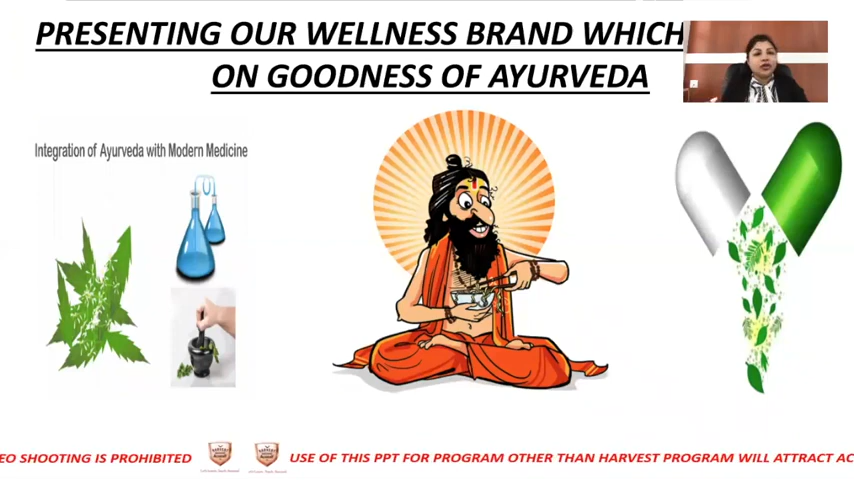 PRESENTING OUR WELLNESS BRAND WHICH
ON GOODNESS OF AYURVEDA
Integration of Ayurveda with Modern Medicine
EO SHOOTING IS PROHIBITED
USE OF THIS PPT FOR PROGRAM OTHER THAN HARVEST PROGRAM WILL ATTRACT AC